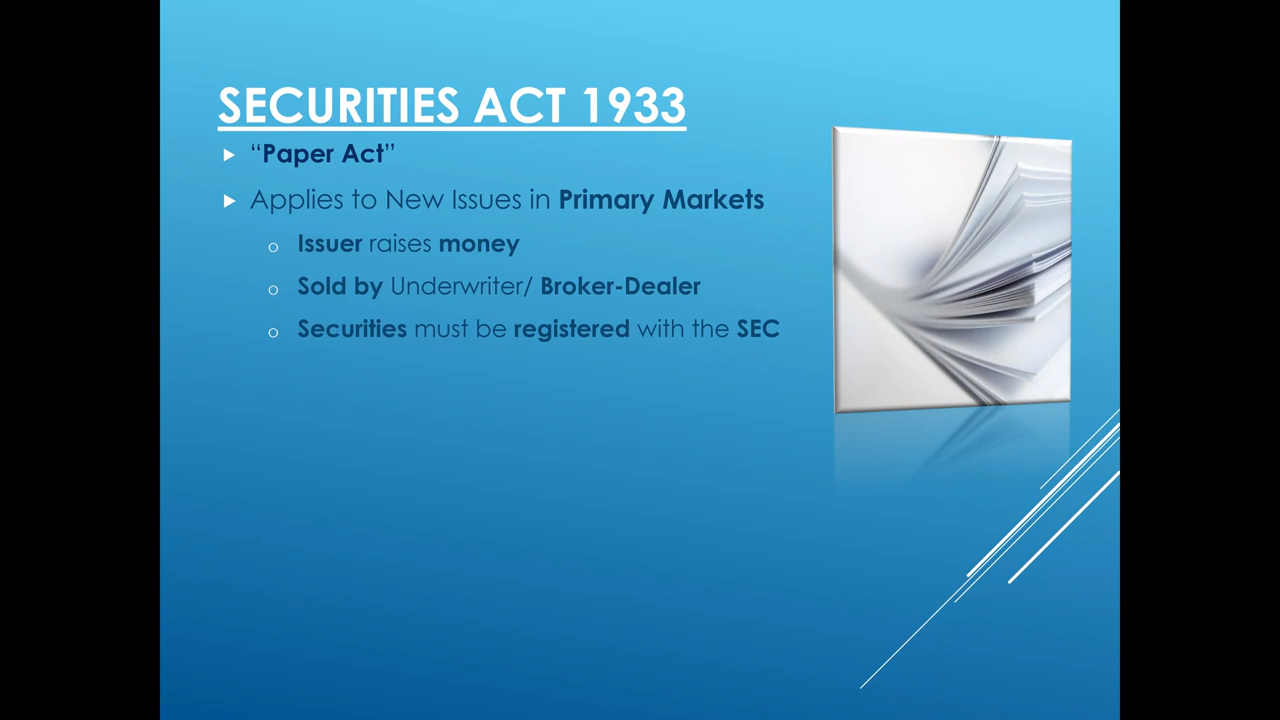 SECURITIES ACT 1933
“Paper Act”
Applies to New Issues in Primary Markets
Issuer raises money
Sold by Underwriter/ Broker-Dealer
Securities must be registered with the SEC